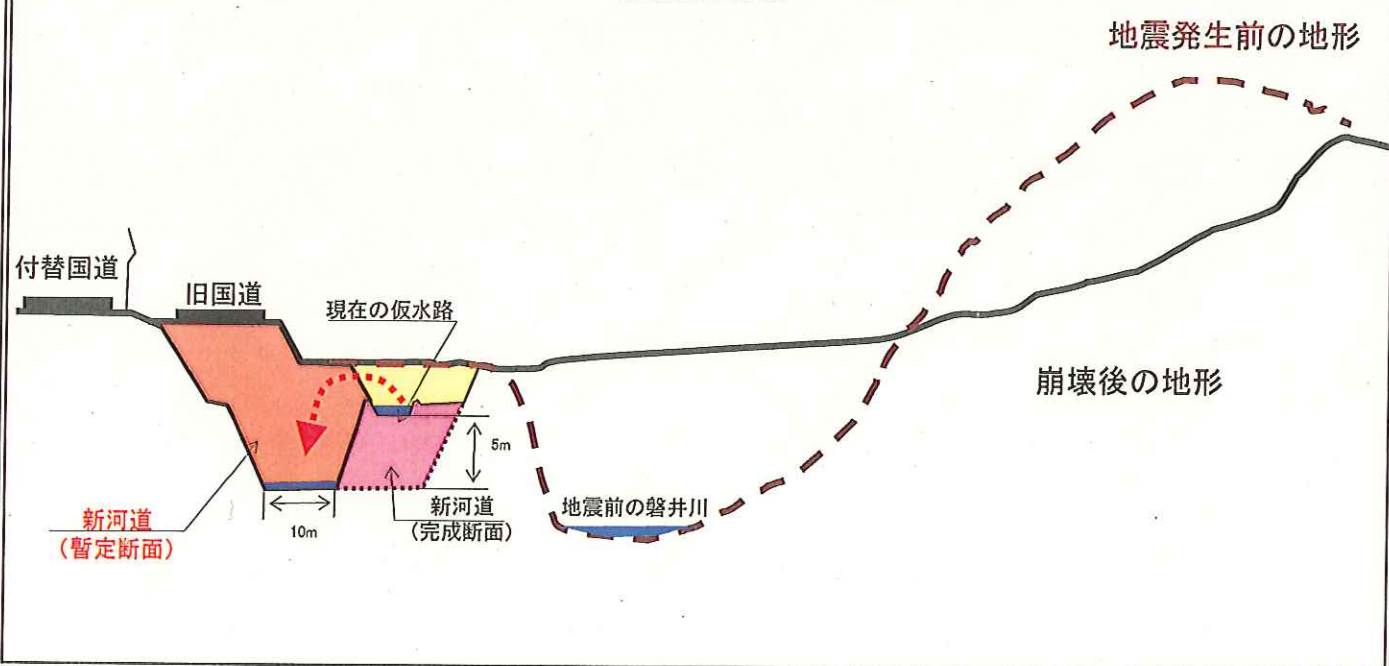 地震発生前の地形
付替国道
旧国道
現在の仮水路
崩壊後の地形
5m
新河道
(暫定断面)
10m
新河道
(完成断面)
地震前の磐井川